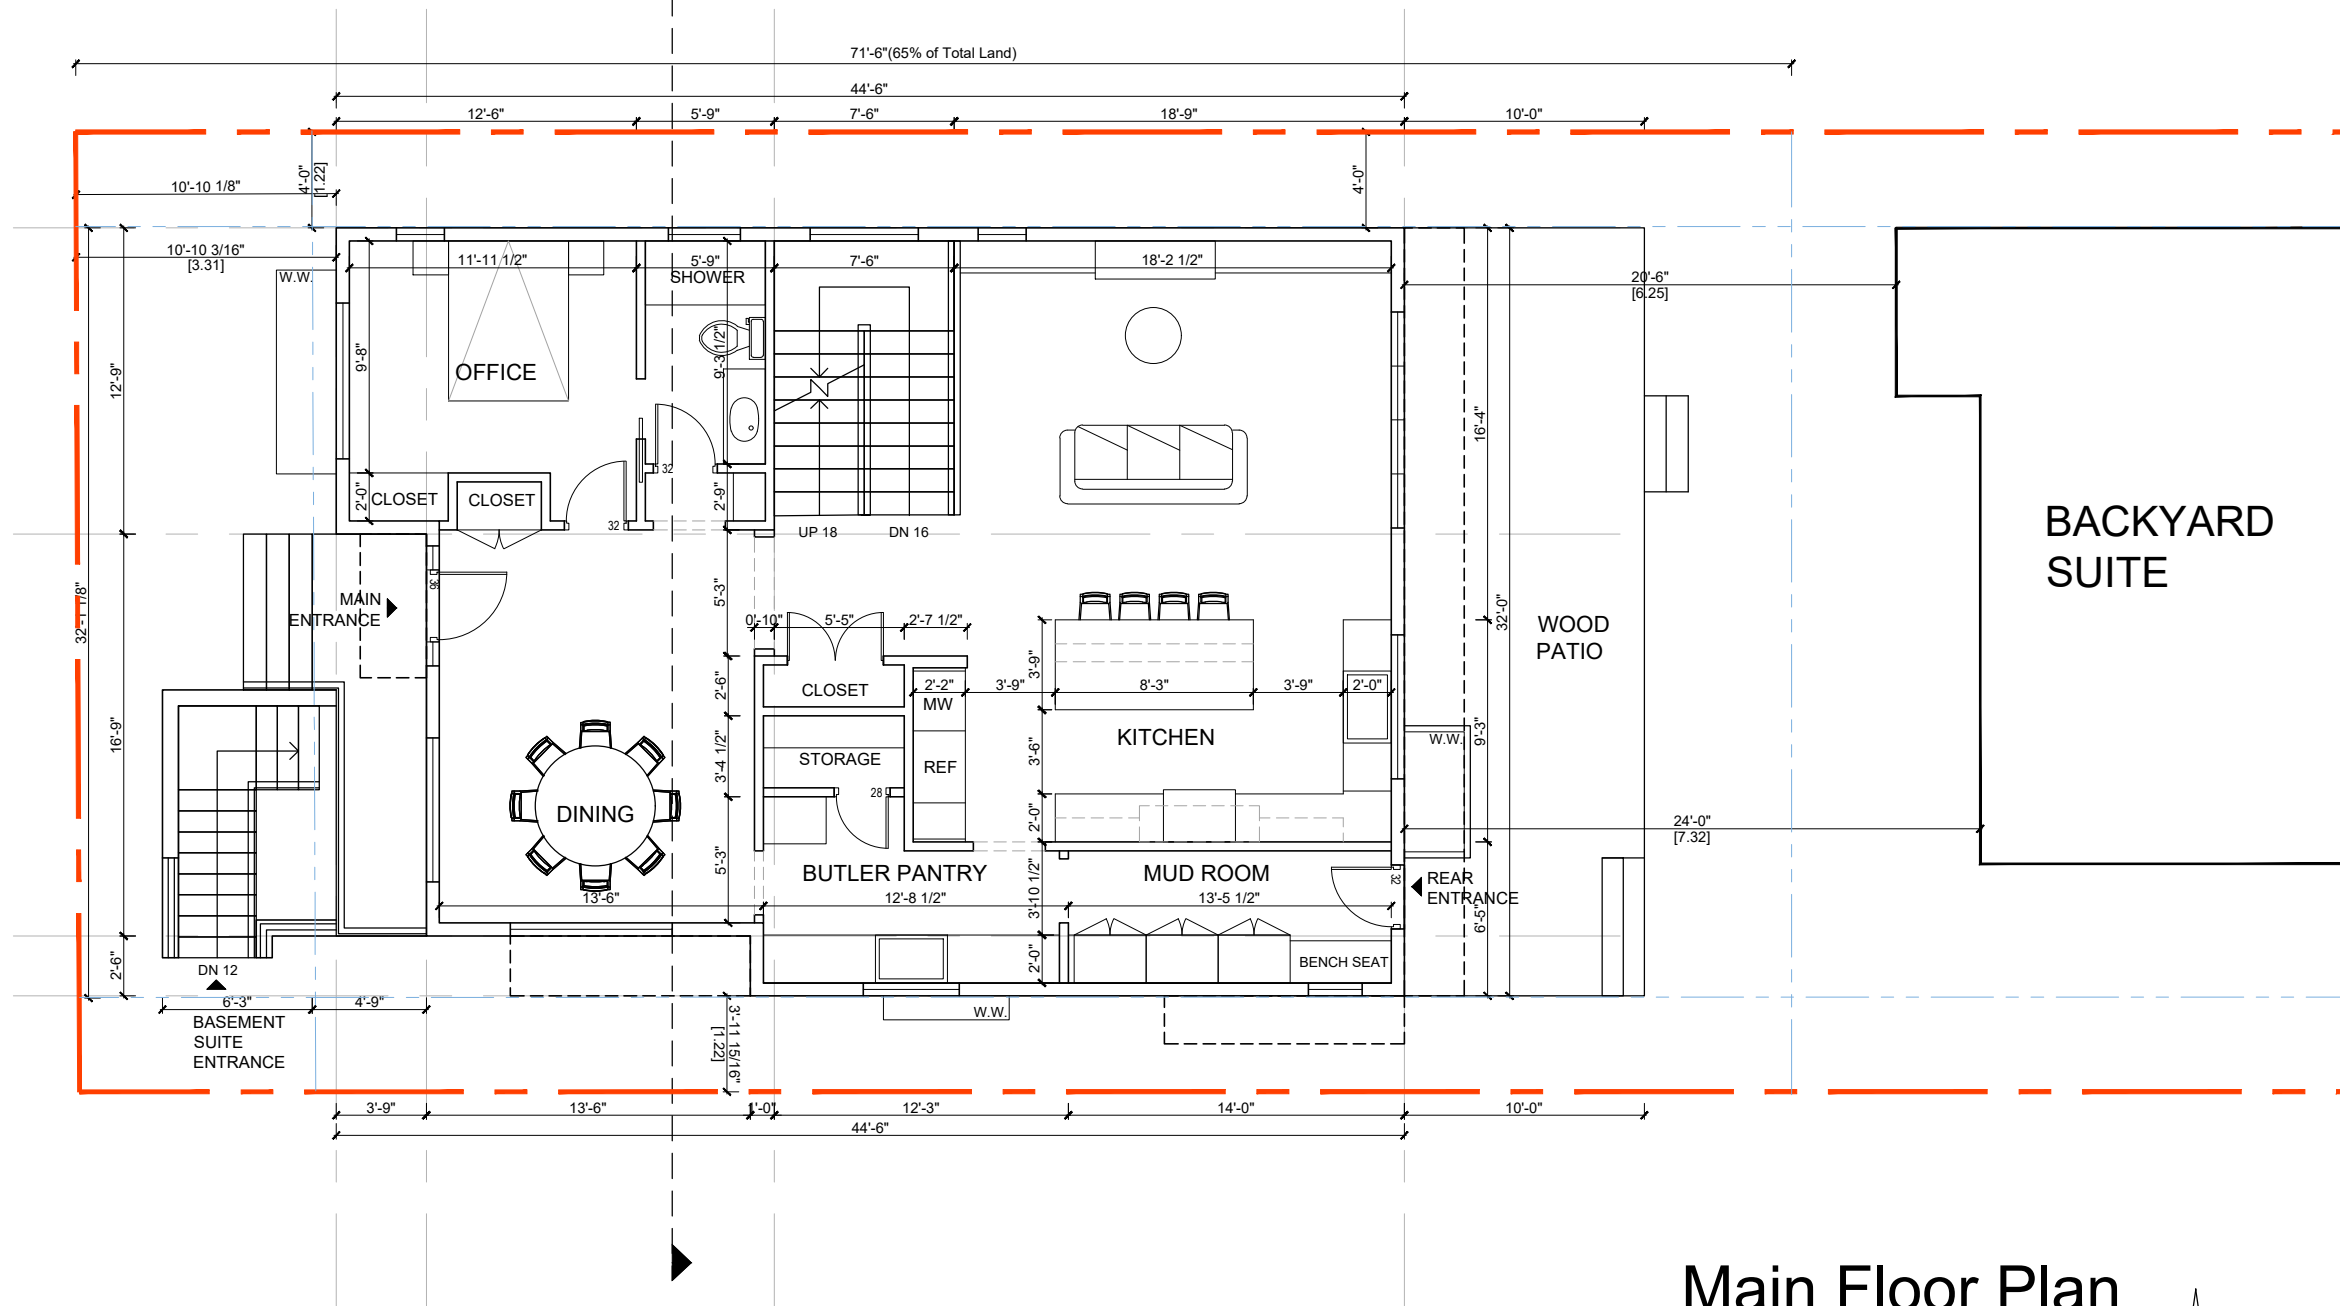 71'-6"(65% of Total Land)
44'-6"
12'-6" 5'-9" 7'-6" 18'-9" 10'-0"
4'-0"
[1.22]
4'-0"
10'-10 1/8"
10'-10 3/16"
[3.31]
W.W.
11'-11 1/2" 5'-9" 7'-6" 18'-2 1/2"
SHOWER
20'-6"
[6.25]
9'-8"
9'-3 1/2"
12'-9"
OFFICE
16'-4"
32
2'-0"
CLOSET
CLOSET
2'-9"
32
UP 18 DN 16
BACKYARD
SUITE
36
MAIN
ENTRANCE
5'-3"
32'-1 1/8"
0'-10" 5'-5" 2'-7 1/2"
32'-0"
WOOD
PATIO
3'-9"
2'-6"
CLOSET
2'-2" 3'-9" 8'-3" 3'-9" 2'-0"
MW
16'-9"
KITCHEN
W.W.
9'-3"
3'-4 1/2"
STORAGE
REF
3'-6"
28
DINING
2'-0"
24'-0"
[7.32]
5'-3"
BUTLER PANTRY
MUD ROOM
32
REAR
ENTRANCE
13'-6" 12'-8 1/2" 13'-5 1/2"
3'-10 1/2"
6'-5"
2'-6"
DN 12
2'-0"
BENCH SEAT
6'-3" 4'-9"
BASEMENT
SUITE
ENTRANCE
W.W.
3'-11 15/16"
[1.22]
3'-9" 13'-6" 1'-0" 12'-3" 14'-0" 10'-0"
44'-6"
Main Floor Plan